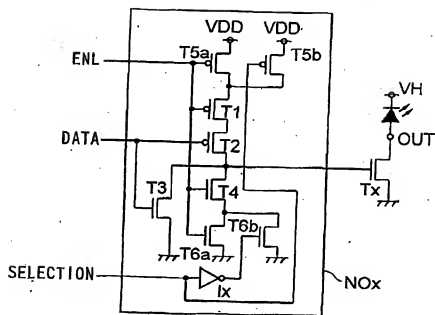 VDD VDD
T5a T5b
ENL
VH
T1
OUT
DATA
T2
T3 T4 Tx
T6b
T6a
SELECTION
Ix
NOx